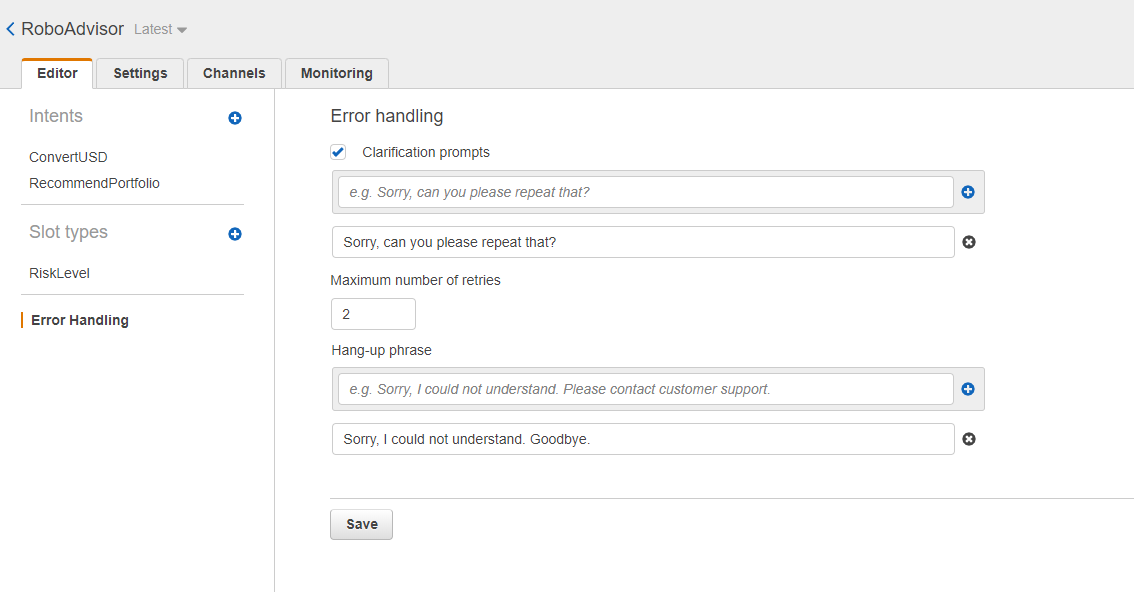 RoboAdvisor Latest
Editor Settings Channels Monitoring
Intents
ConvertUSD
RecommendPortfolio
Slot types
RiskLevel
Error Handling
Error handling
Clarification prompts
e.g. Sorry, can you please repeat that?
Sorry, can you please repeat that?
Maximum number of retries
2
Hang-up phrase
e.g. Sorry, I could not understand. Please contact customer support.
Sorry, I could not understand. Goodbye.
Save